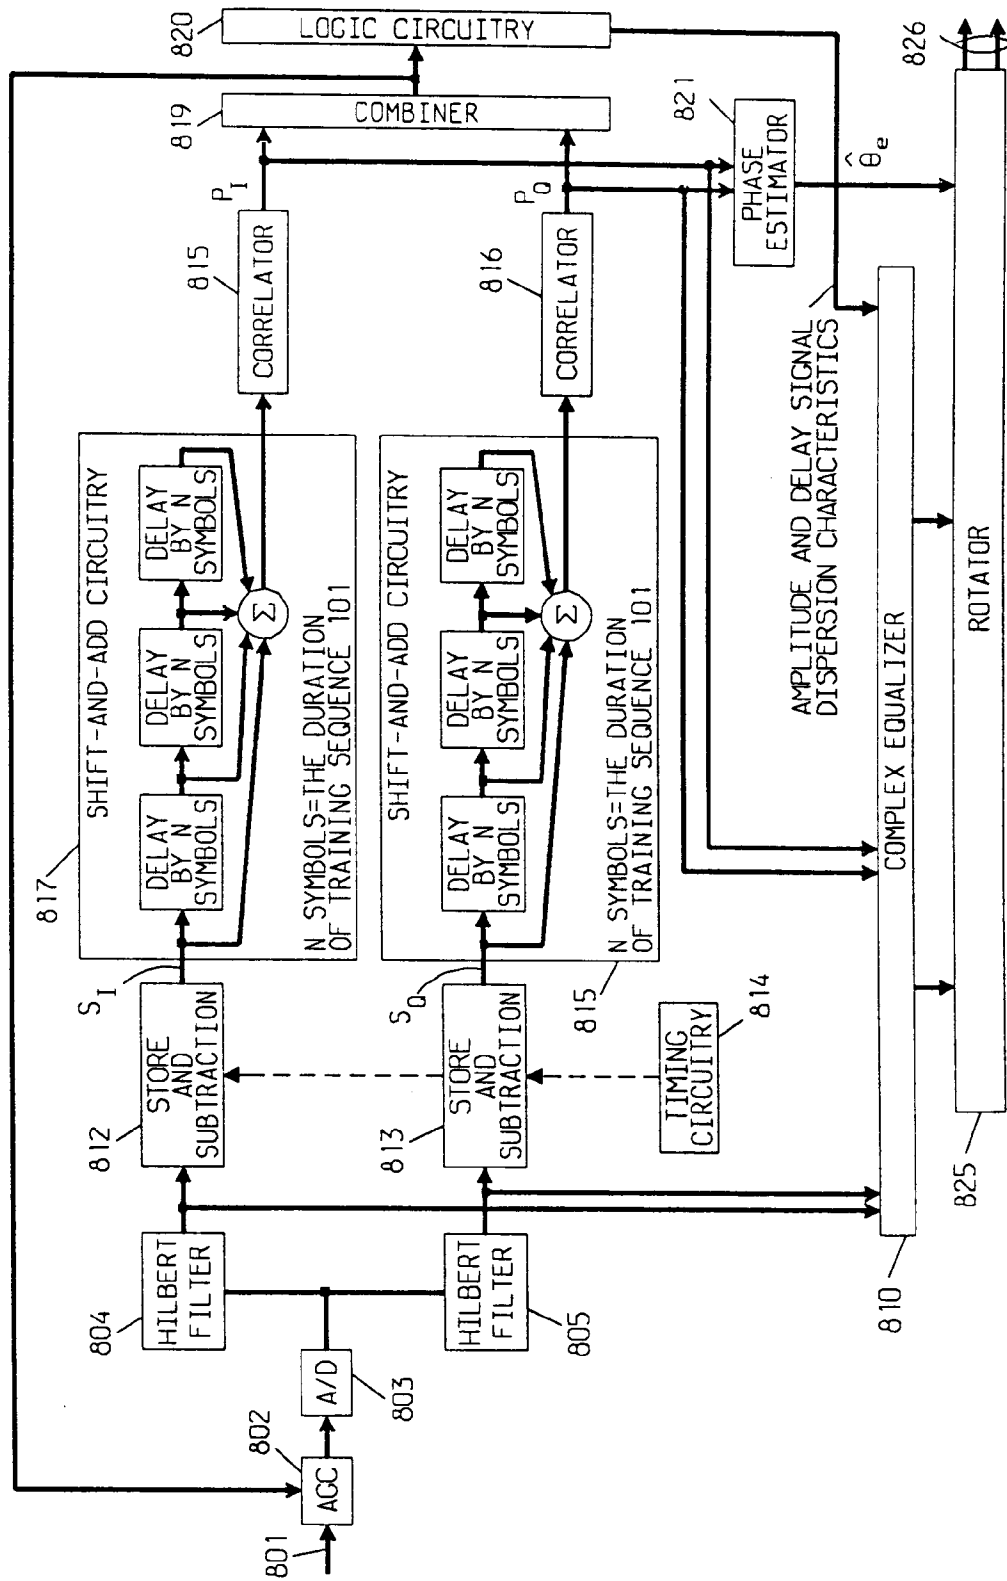 801
AGC
802
A/D
803
804
HILBERT
FILTER
HILBERT
FILTER
805
812
STORE
AND
SUBTRACTION
S_I
813
STORE
AND
SUBTRACTION
S_Q
TIMING
CIRCUITRY
814
817
SHIFT-AND-ADD CIRCUITRY
DELAY
BY N
SYMBOLS
DELAY
BY N
SYMBOLS
DELAY
BY N
SYMBOLS
Σ
N SYMBOLS=THE DURATION
OF TRAINING SEQUENCE 101
SHIFT-AND-ADD CIRCUITRY
DELAY
BY N
SYMBOLS
DELAY
BY N
SYMBOLS
DELAY
BY N
SYMBOLS
Σ
N SYMBOLS=THE DURATION
OF TRAINING SEQUENCE 101
815
CORRELATOR
815
P_I
CORRELATOR
816
P_Q
819
COMBINER
820
LOGIC CIRCUITRY
PHASE
ESTIMATOR
821
θ̂_e
AMPLITUDE AND DELAY SIGNAL
DISPERSION CHARACTERISTICS
810
COMPLEX EQUALIZER
825
ROTATOR
826